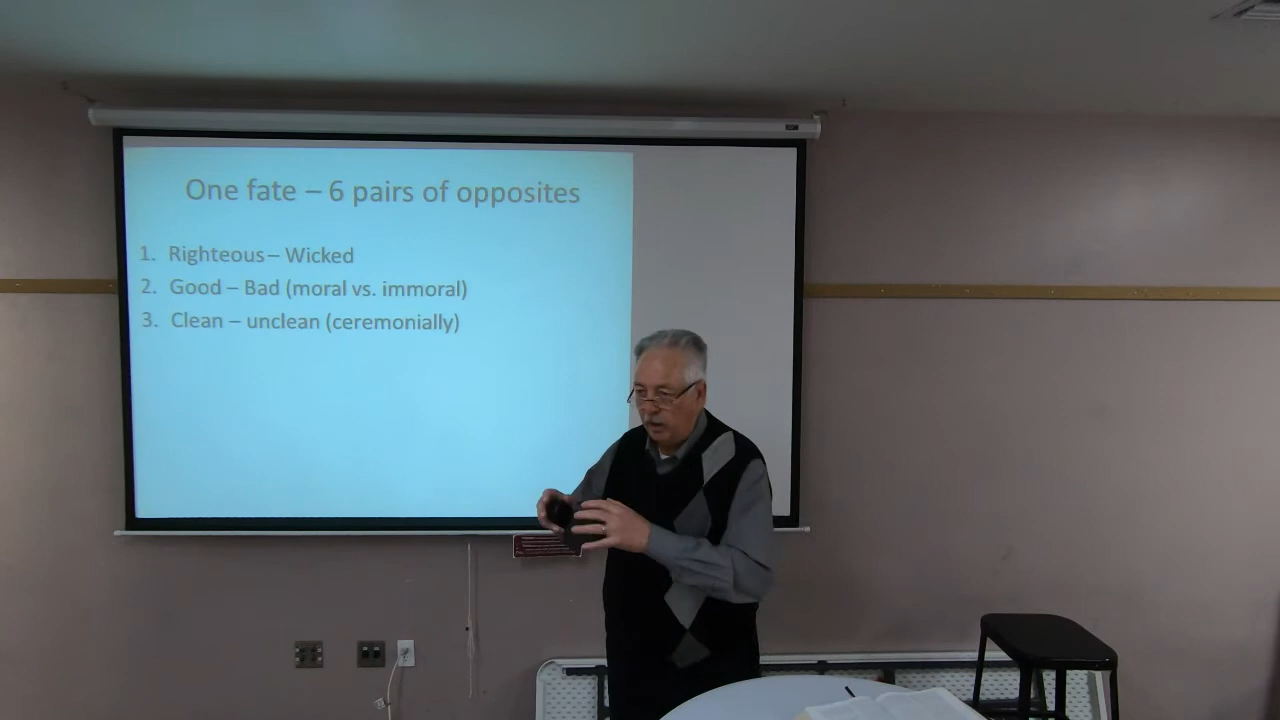 One fate – 6 pairs of opposites
1. Righteous – Wicked
2. Good – Bad (moral vs. immoral)
3. Clean – unclean (ceremonially)